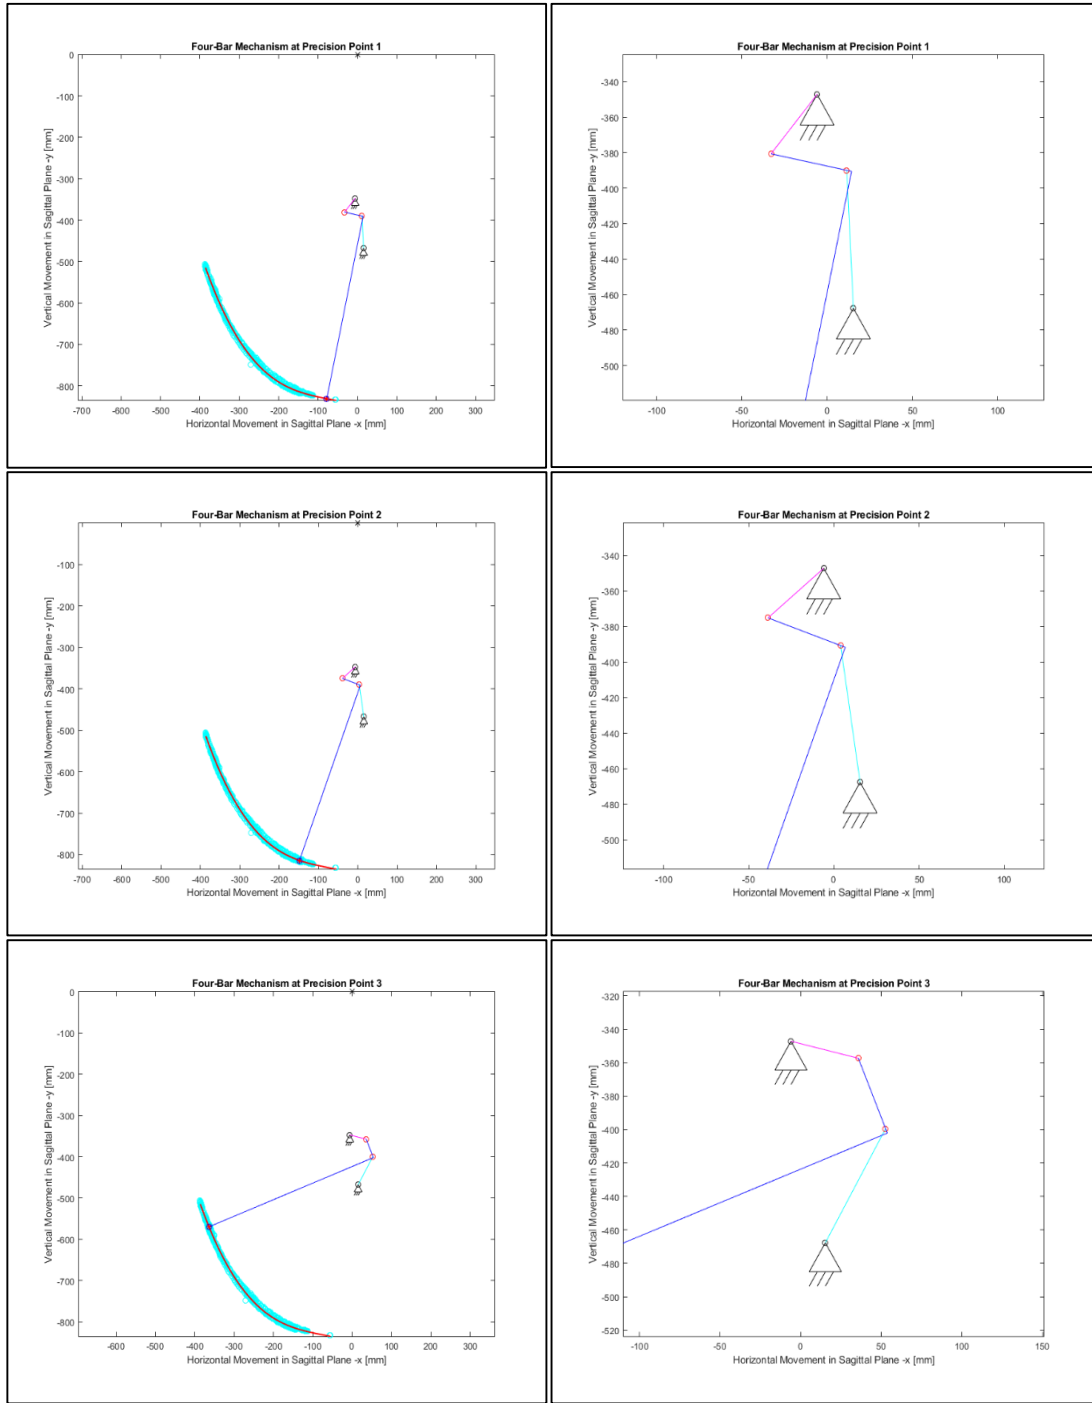 Four-Bar Mechanism at Precision Point 1
0
-100
-200
-300
-400
-500
-600
-700
-800
Vertical Movement in Sagittal Plane -y [mm]
-700 -600 -500 -400 -300 -200 -100 0 100 200 300
Horizontal Movement in Sagittal Plane -x [mm]
Four-Bar Mechanism at Precision Point 1
-340
-360
-380
-400
-420
-440
-460
-480
-500
Vertical Movement in Sagittal Plane -y [mm]
-100 -50 0 50 100
Horizontal Movement in Sagittal Plane -x [mm]
Four-Bar Mechanism at Precision Point 2
-100
-200
-300
-400
-500
-600
-700
-800
Vertical Movement in Sagittal Plane -y [mm]
-700 -600 -500 -400 -300 -200 -100 0 100 200 300
Horizontal Movement in Sagittal Plane -x [mm]
Four-Bar Mechanism at Precision Point 2
-340
-360
-380
-400
-420
-440
-460
-480
-500
Vertical Movement in Sagittal Plane -y [mm]
-100 -50 0 50 100
Horizontal Movement in Sagittal Plane -x [mm]
Four-Bar Mechanism at Precision Point 3
0
-100
-200
-300
-400
-500
-600
-700
-800
Vertical Movement in Sagittal Plane -y [mm]
-600 -500 -400 -300 -200 -100 0 100 200 300
Horizontal Movement in Sagittal Plane -x [mm]
Four-Bar Mechanism at Precision Point 3
-320
-340
-360
-380
-400
-420
-440
-460
-480
-500
-520
Vertical Movement in Sagittal Plane -y [mm]
-100 -50 0 50 100 150
Horizontal Movement in Sagittal Plane -x [mm]